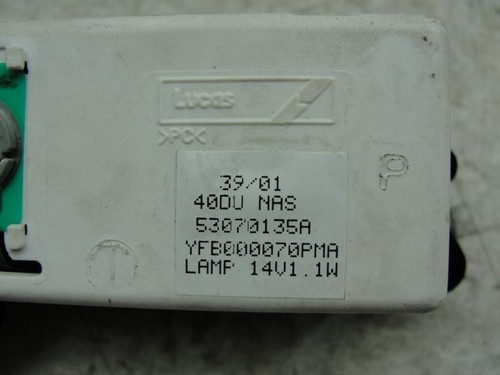 Lucas
>PC<
P
39/01
40DU NAS
53070135A
YFB000070PMA
LAMP 14V1.1W